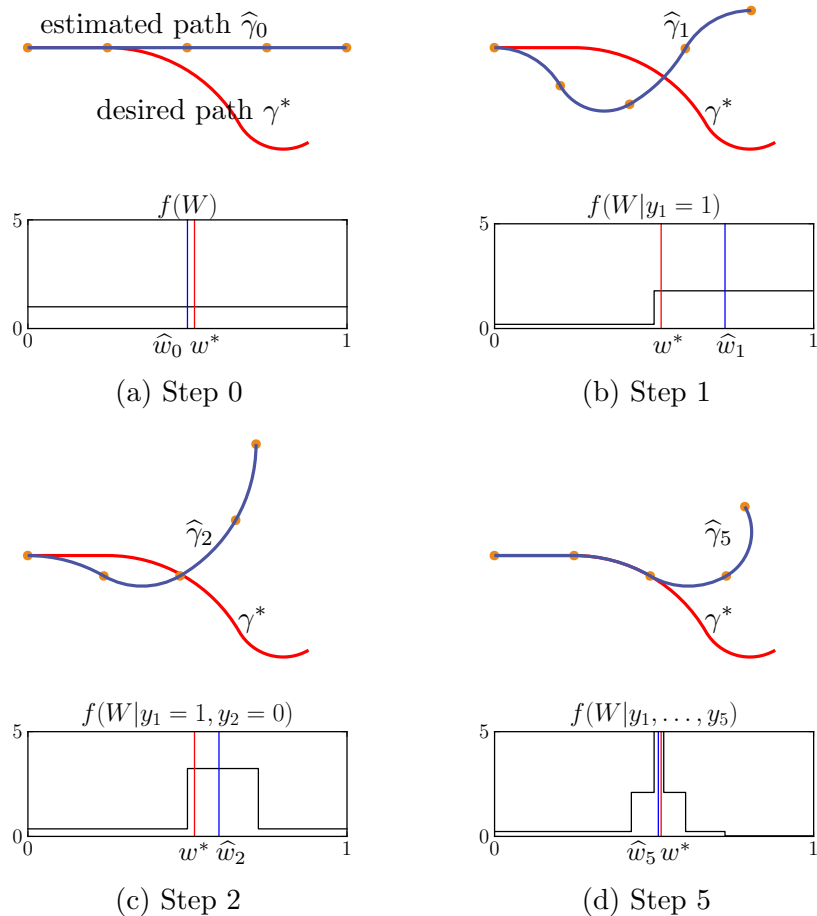 estimated path γ̂₀
desired path γ*
f(W)
5
0
0
ŵ₀ w*
1
(a) Step 0
γ̂₁
γ*
f(W|y₁ = 1)
5
0
0
w*
ŵ₁
1
(b) Step 1
γ̂₂
γ*
f(W|y₁ = 1, y₂ = 0)
5
0
0
w* ŵ₂
1
(c) Step 2
γ̂₅
γ*
f(W|y₁, . . . , y₅)
5
0
0
ŵ₅ w*
1
(d) Step 5